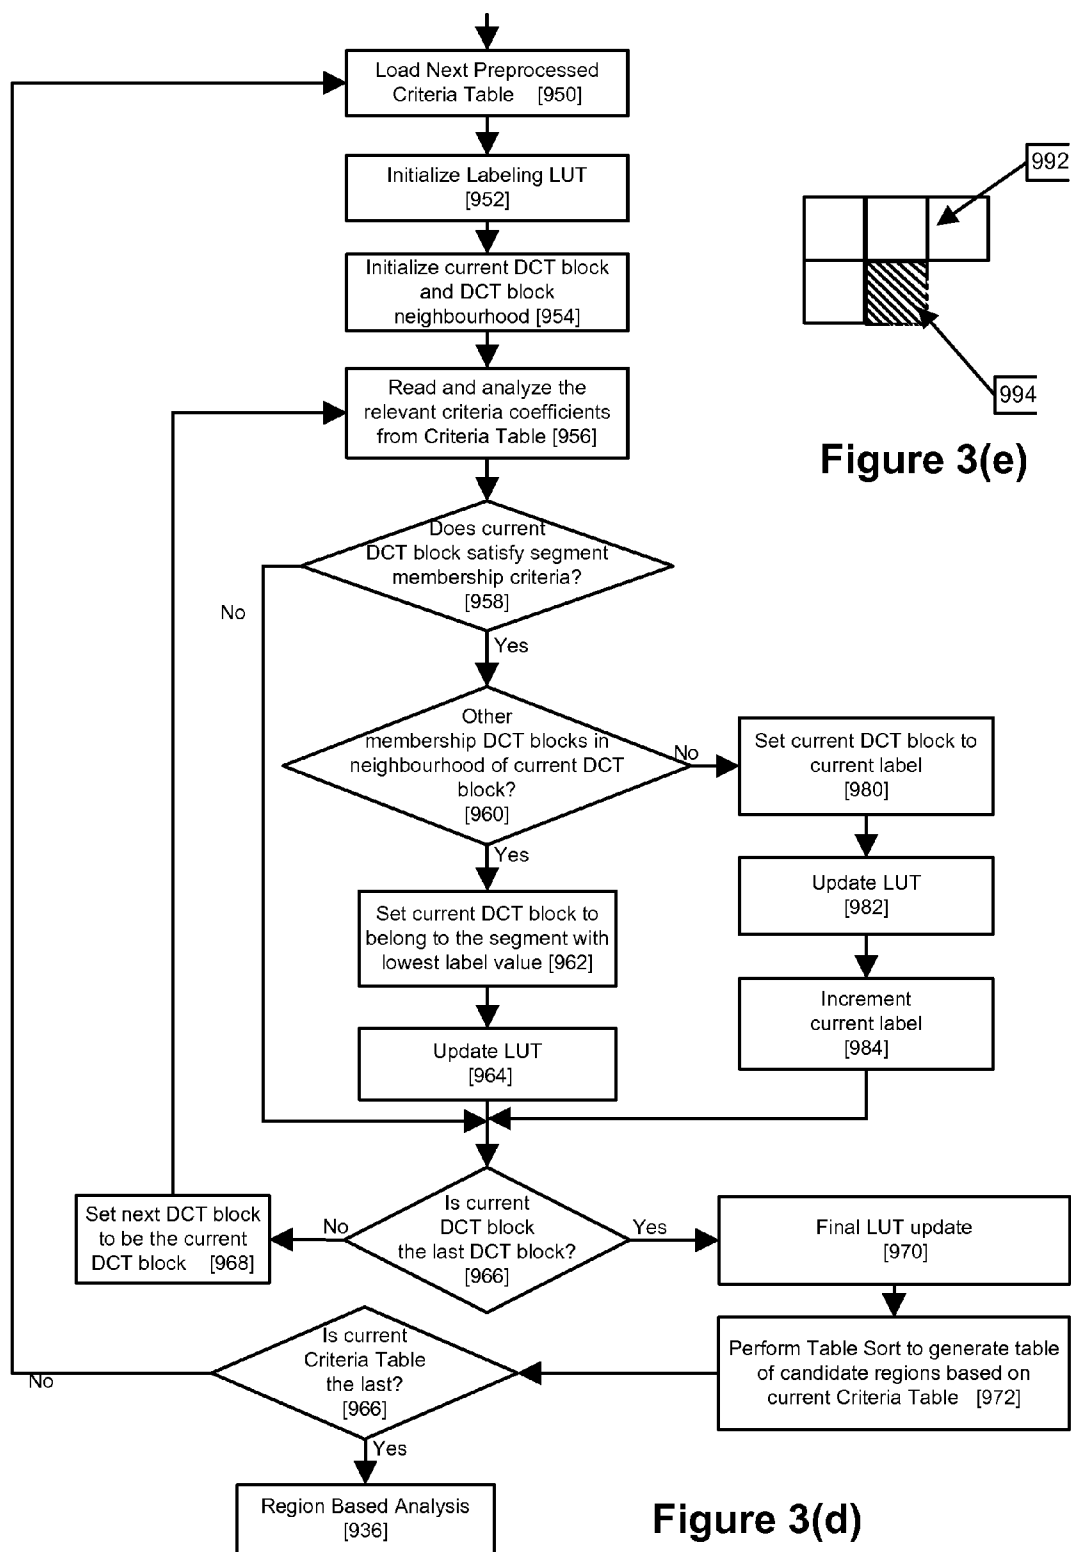 Load Next Preprocessed
Criteria Table [950]
Initialize Labeling LUT
[952]
Initialize current DCT block
and DCT block
neighbourhood [954]
Read and analyze the
relevant criteria coefficients
from Criteria Table [956]
992
994
Figure 3(e)
Does current
DCT block satisfy segment
membership criteria?
[958]
No
Yes
Other
membership DCT blocks in
neighbourhood of current DCT
block?
[960]
No
Yes
Set current DCT block to
current label
[980]
Update LUT
[982]
Increment
current label
[984]
Set current DCT block to
belong to the segment with
lowest label value [962]
Update LUT
[964]
Is current
DCT block
the last DCT block?
[966]
No
Yes
Set next DCT block
to be the current
DCT block [968]
Final LUT update
[970]
Perform Table Sort to generate table
of candidate regions based on
current Criteria Table [972]
Is current
Criteria Table
the last?
[966]
No
Yes
Region Based Analysis
[936]
Figure 3(d)